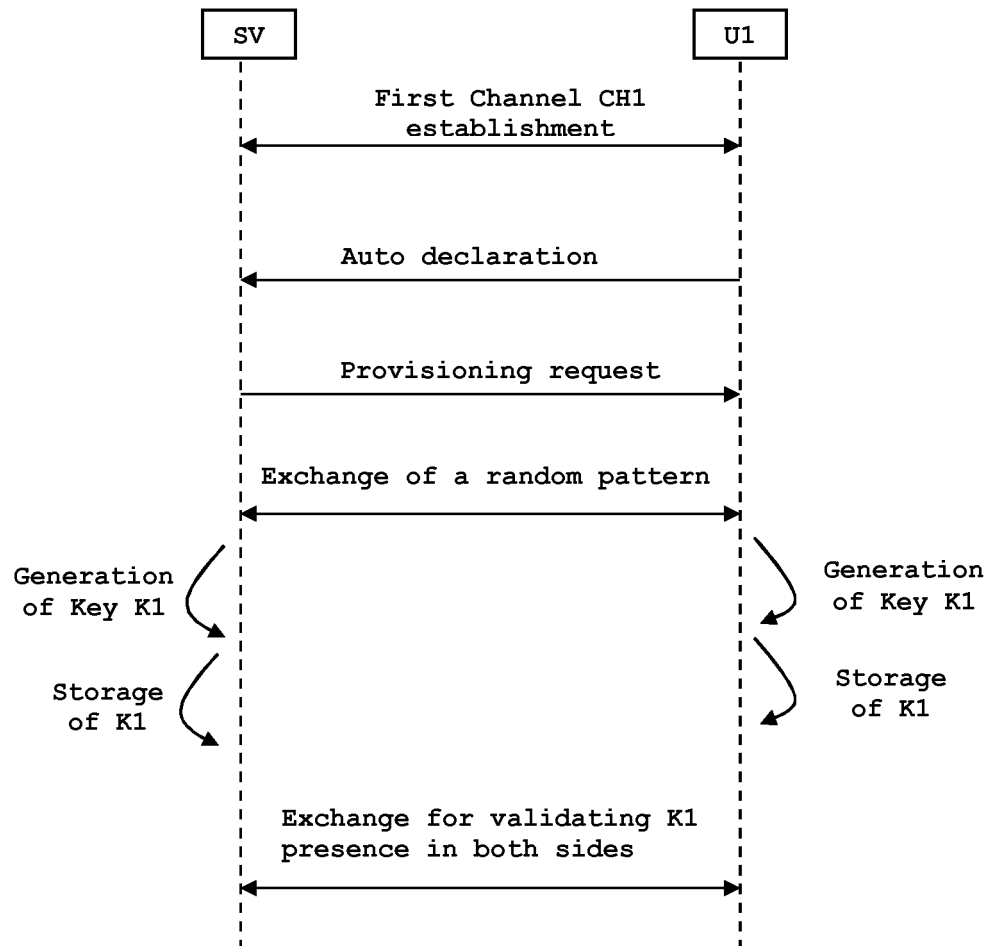 SV
U1
First Channel CH1
establishment
Auto declaration
Provisioning request
Exchange of a random pattern
Generation
of Key K1
Generation
of Key K1
Storage
of K1
Storage
of K1
Exchange for validating K1
presence in both sides